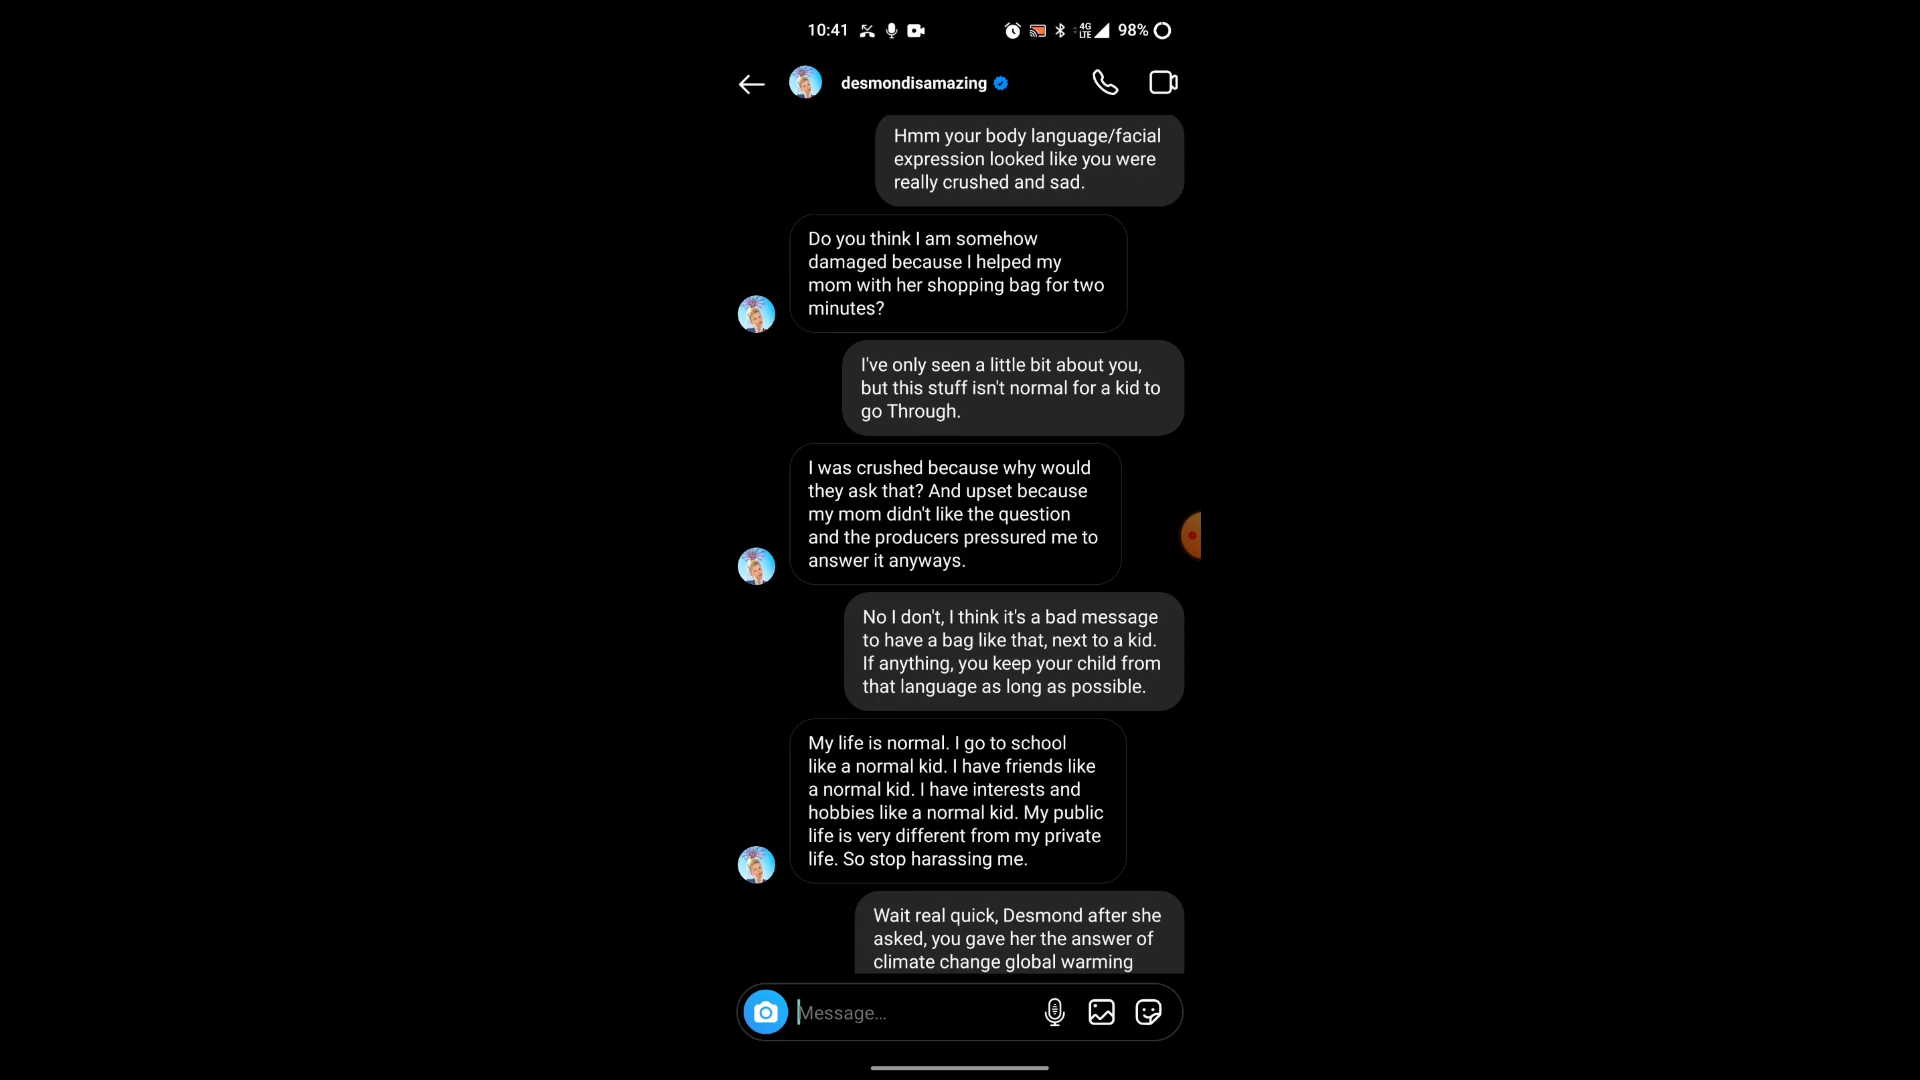 10:41
4G
LTE
98%
desmondisamazing
Hmm your body language/facial
expression looked like you were
really crushed and sad.
Do you think I am somehow
damaged because I helped my
mom with her shopping bag for two
minutes?
I've only seen a little bit about you,
but this stuff isn't normal for a kid to
go Through.
I was crushed because why would
they ask that? And upset because
my mom didn't like the question
and the producers pressured me to
answer it anyways.
No I don't, I think it's a bad message
to have a bag like that, next to a kid.
If anything, you keep your child from
that language as long as possible.
My life is normal. I go to school
like a normal kid. I have friends like
a normal kid. I have interests and
hobbies like a normal kid. My public
life is very different from my private
life. So stop harassing me.
Wait real quick, Desmond after she
asked, you gave her the answer of
climate change global warming
Message...